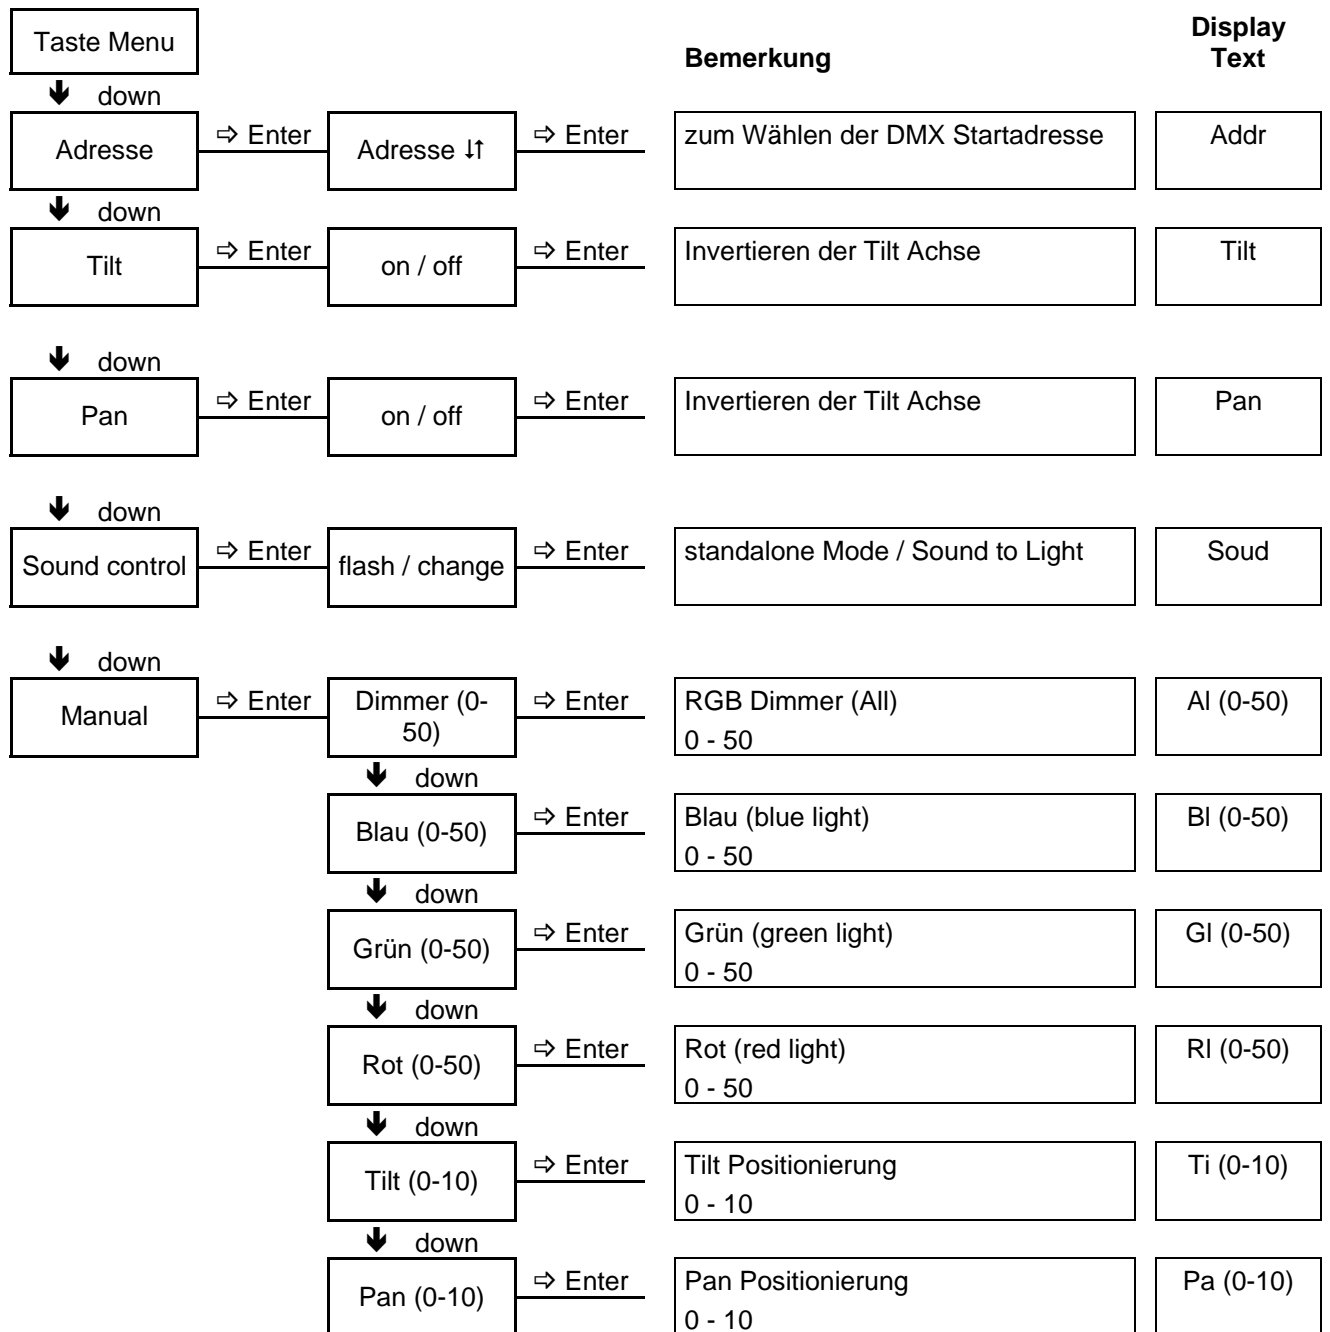 Taste Menu
Bemerkung
Display
Text
🡻 down
Adresse ⇨ Enter Adresse ↓↑ ⇨ Enter zum Wählen der DMX Startadresse Addr
🡻 down
Tilt ⇨ Enter on / off ⇨ Enter Invertieren der Tilt Achse Tilt
🡻 down
Pan ⇨ Enter on / off ⇨ Enter Invertieren der Tilt Achse Pan
🡻 down
Sound control ⇨ Enter flash / change ⇨ Enter standalone Mode / Sound to Light Soud
🡻 down
Manual ⇨ Enter Dimmer (0-
50) ⇨ Enter RGB Dimmer (All) Al (0-50)
0 - 50
🡻 down
Blau (0-50) ⇨ Enter Blau (blue light) Bl (0-50)
0 - 50
🡻 down
Grün (0-50) ⇨ Enter Grün (green light) Gl (0-50)
0 - 50
🡻 down
Rot (0-50) ⇨ Enter Rot (red light) Rl (0-50)
0 - 50
🡻 down
Tilt (0-10) ⇨ Enter Tilt Positionierung Ti (0-10)
0 - 10
🡻 down
Pan (0-10) ⇨ Enter Pan Positionierung Pa (0-10)
0 - 10